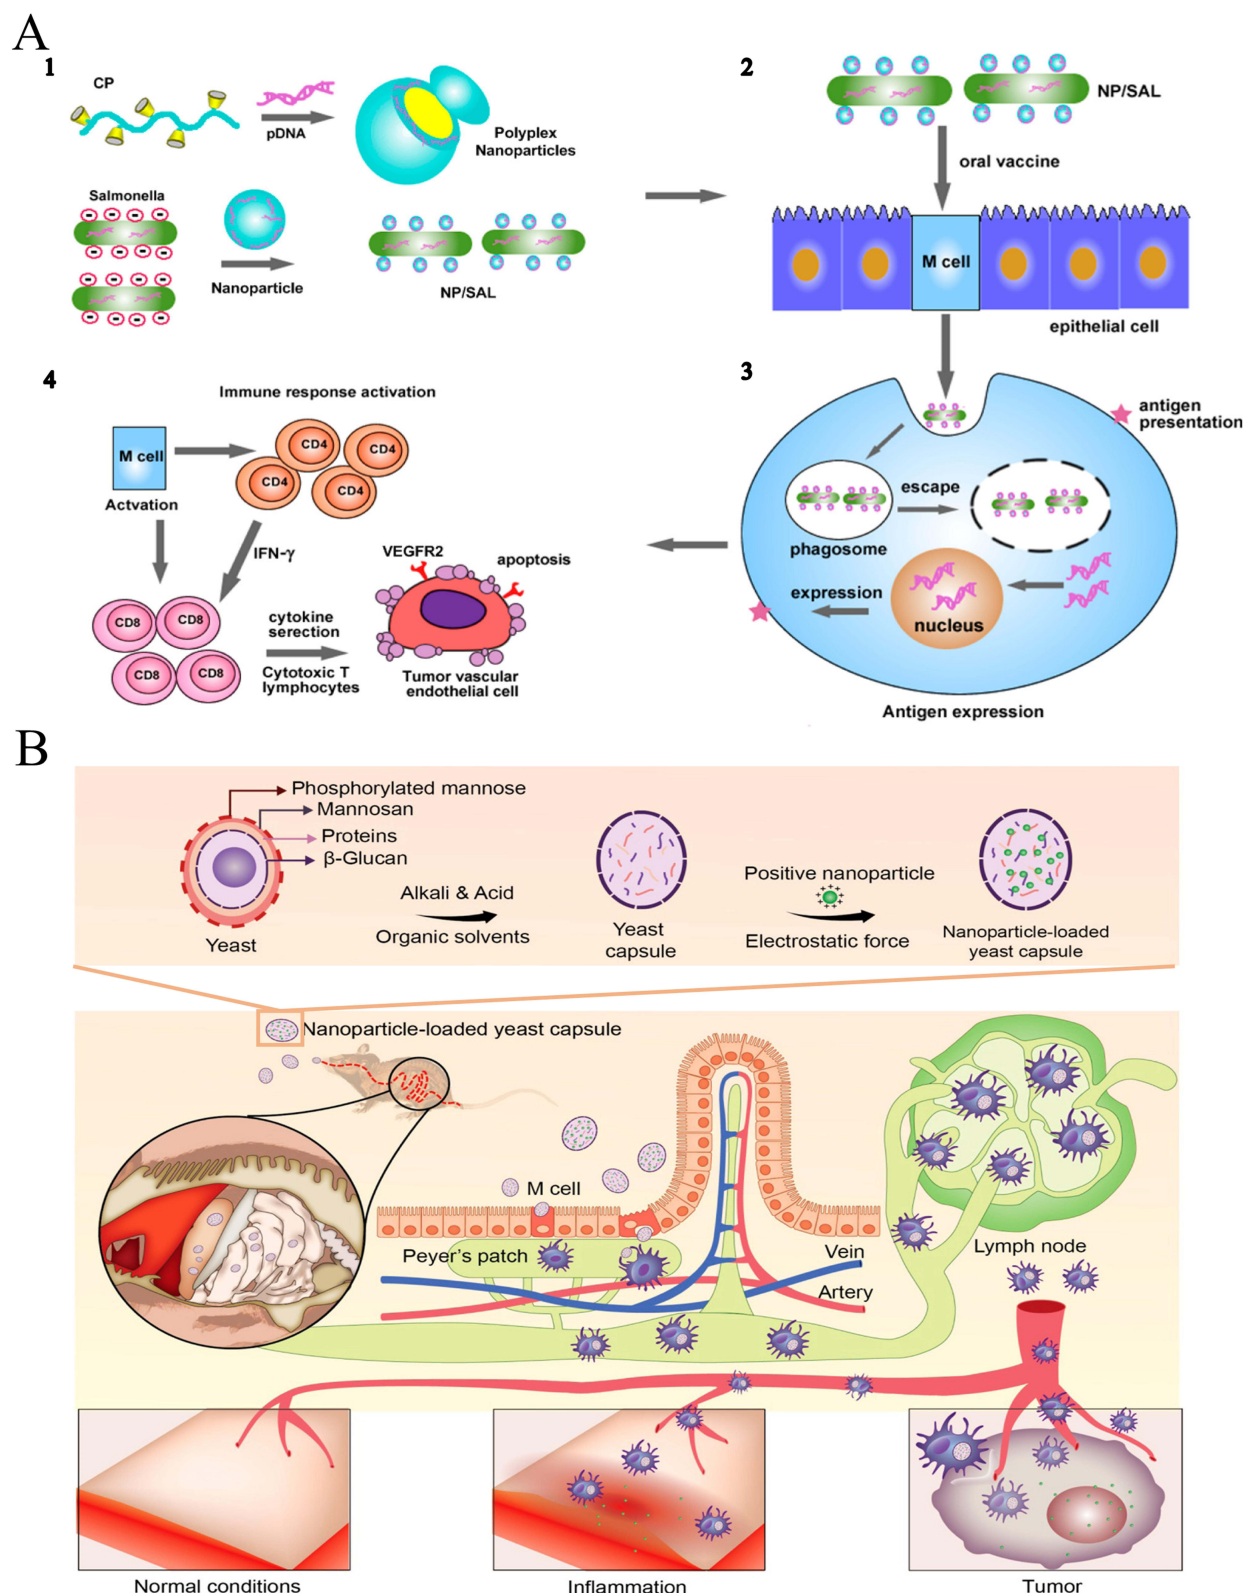 A
1
CP
pDNA
Polyplex
Nanoparticles
Salmonella
Nanoparticle
NP/SAL
2
NP/SAL
oral vaccine
M cell
epithelial cell
4
Immune response activation
M cell
Actvation
CD4
CD4
CD4
CD4
IFN-γ
CD8
CD8
CD8
CD8
cytokine
serection
Cytotoxic T
lymphocytes
VEGFR2
apoptosis
Tumor vascular
endothelial cell
3
antigen
presentation
escape
phagosome
expression
nucleus
Antigen expression
B
Phosphorylated mannose
Mannosan
Proteins
β-Glucan
Yeast
Alkali & Acid
Organic solvents
Yeast
capsule
Positive nanoparticle
Electrostatic force
Nanoparticle-loaded
yeast capsule
Nanoparticle-loaded yeast capsule
M cell
Peyer's patch
Vein
Artery
Lymph node
Normal conditions
Inflammation
Tumor